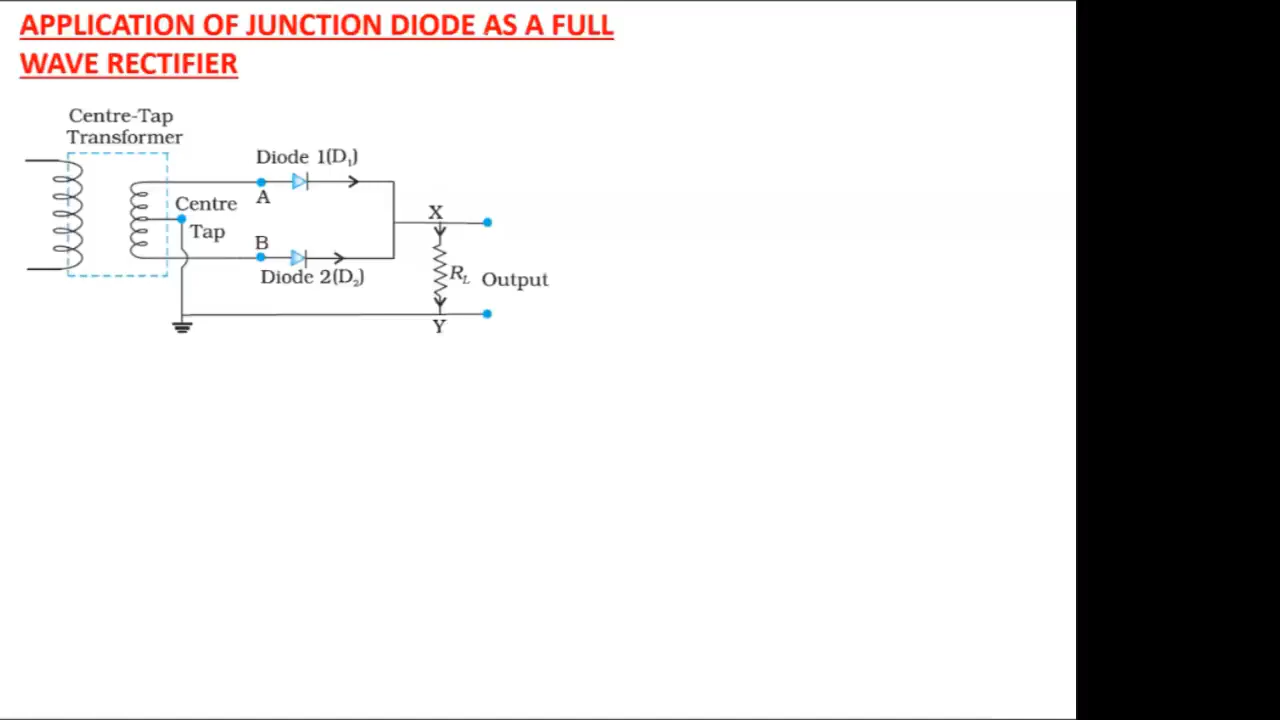 APPLICATION OF JUNCTION DIODE AS A FULL
WAVE RECTIFIER
Centre-Tap
Transformer
Diode 1(D₁)
A
Centre
Tap
X
B
Diode 2(D₂)
R_L
Output
Y